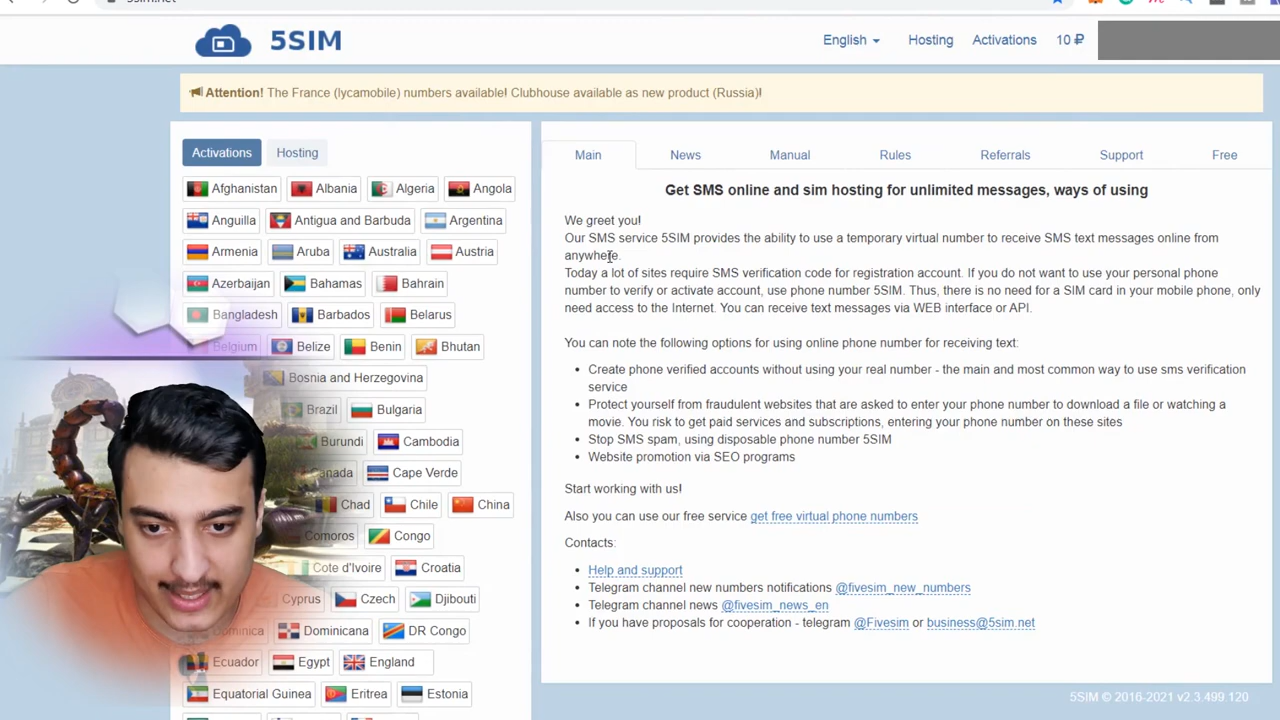 5SIM
English
Hosting
Activations
10 ₽
Attention! The France (lycamobile) numbers available! Clubhouse available as new product (Russia)!
Activations
Hosting
Afghanistan
Albania
Algeria
Angola
Anguilla
Antigua and Barbuda
Argentina
Armenia
Aruba
Australia
Austria
Azerbaijan
Bahamas
Bahrain
Bangladesh
Barbados
Belarus
Belgium
Belize
Benin
Bhutan
Bosnia and Herzegovina
Brazil
Bulgaria
Burundi
Cambodia
Canada
Cape Verde
Chad
Chile
China
Comoros
Congo
Cote d'Ivoire
Croatia
Cyprus
Czech
Djibouti
Dominica
Dominicana
DR Congo
Ecuador
Egypt
England
Equatorial Guinea
Eritrea
Estonia
Main
News
Manual
Rules
Referrals
Support
Free
Get SMS online and sim hosting for unlimited messages, ways of using
We greet you!
Our SMS service 5SIM provides the ability to use a temporary virtual number to receive SMS text messages online from
anywhere.
Today a lot of sites require SMS verification code for registration account. If you do not want to use your personal phone
number to verify or activate account, use phone number 5SIM. Thus, there is no need for a SIM card in your mobile phone, only
need access to the Internet. You can receive text messages via WEB interface or API.
You can note the following options for using online phone number for receiving text:
• Create phone verified accounts without using your real number - the main and most common way to use sms verification
service
• Protect yourself from fraudulent websites that are asked to enter your phone number to download a file or watching a
movie. You risk to get paid services and subscriptions, entering your phone number on these sites
• Stop SMS spam, using disposable phone number 5SIM
• Website promotion via SEO programs
Start working with us!
Also you can use our free service get free virtual phone numbers
Contacts:
• Help and support
• Telegram channel new numbers notifications @fivesim_new_numbers
• Telegram channel news @fivesim_news_en
• If you have proposals for cooperation - telegram @Fivesim or business@5sim.net
5SIM © 2016-2021 v2.3.499.120